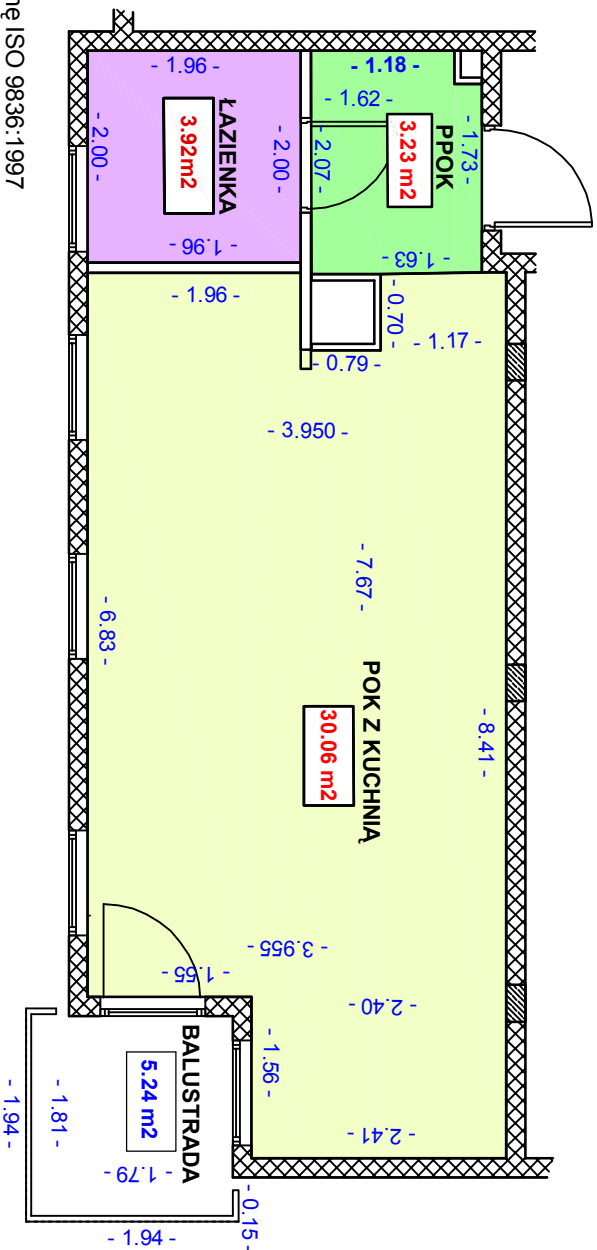 - 1.96 -
- 2.00 -
ŁAZIENKA
3.92m2
- 2.00 -
- 1.96 -
- 1.18 -
- 1.62 -
- 2.07 -
PPOK
3.23 m2
- 1.73 -
- 1.63 -
- 1.96 -
- 0.70 -
- 1.17 -
- 0.79 -
- 3.950 -
- 7.67 -
- 6.83 -
POK Z KUCHNIĄ
30.06 m2
- 8.41 -
- 3.955 -
- 1.55 -
- 2.40 -
- 2.41 -
- 1.56 -
BALUSTRADA
5.24 m2
- 1.81 -
- 1.79 -
- 1.94 -
- 1.94 -
- 0.15 -
ISO 9836:1997